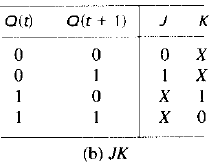 Q(t) Q(t + 1) J K
0 0 0 X
0 1 1 X
1 0 X 1
1 1 X 0
(b) JK